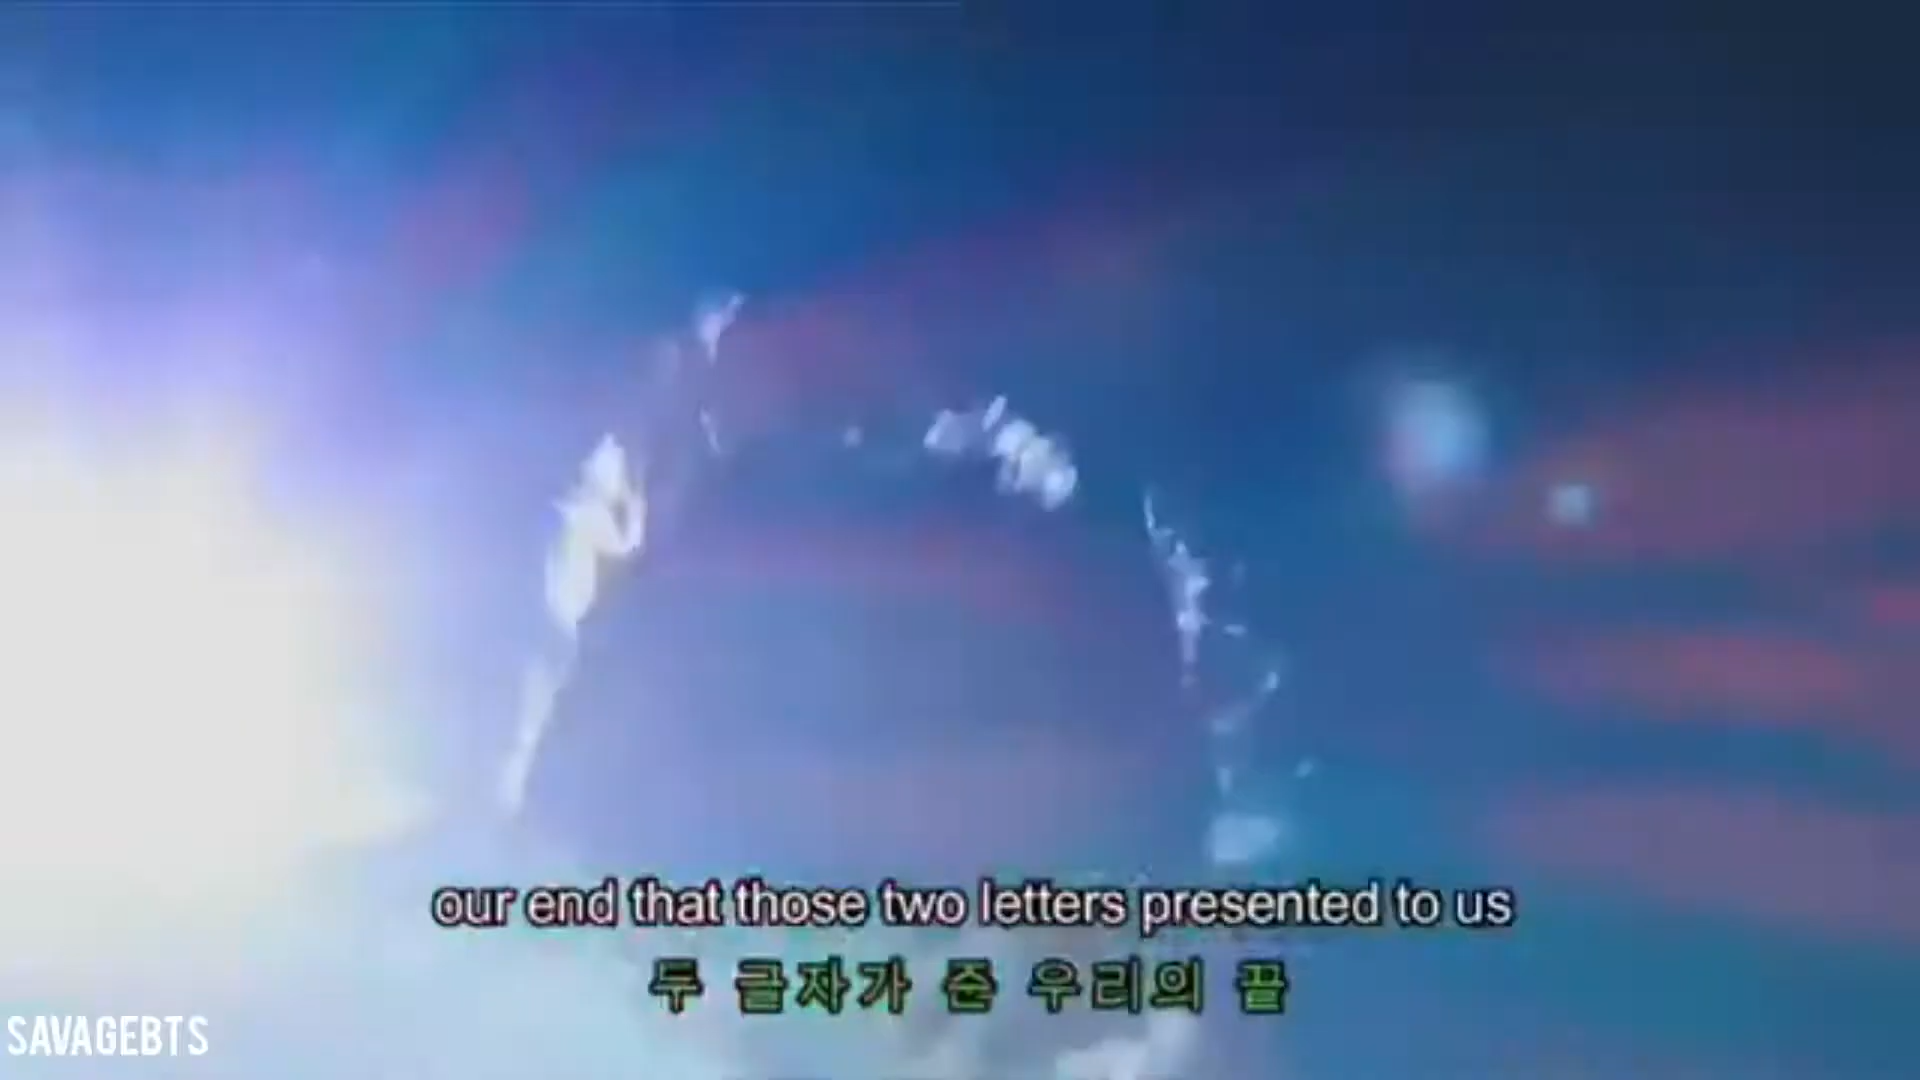 our end that those two letters presented to us
두 글자가 준 우리의 끝
SAVAGEBTS